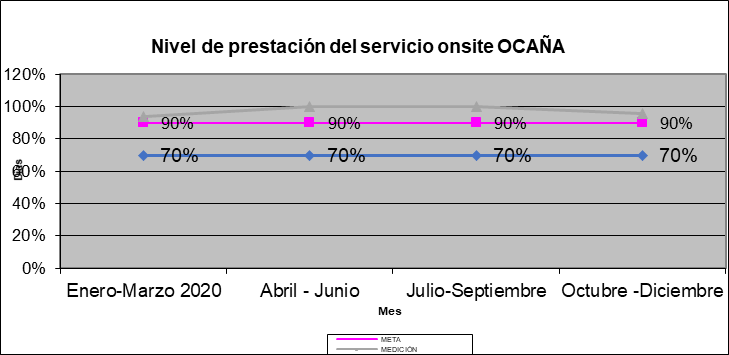 Nivel de prestación del servicio onsite OCAÑA
120%
100%
80%
60%
40%
20%
0%
Días
90% 90% 90% 90%
70% 70% 70% 70%
Enero-Marzo 2020 Abril - Junio Julio-Septiembre Octubre -Diciembre
Mes
META
MEDICIÓN